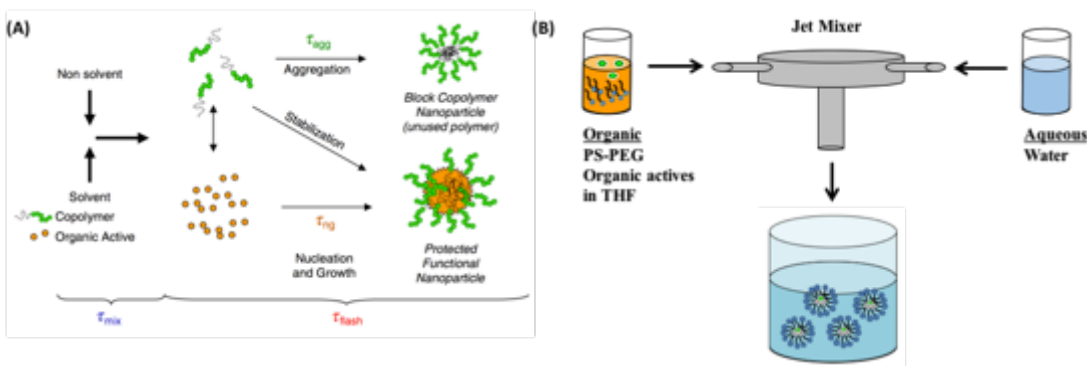 (A)
Non solvent
Solvent
Copolymer
Organic Active
τagg
Aggregation
Stabilization
τng
Nucleation
and Growth
Block Copolymer
Nanoparticle
(unused polymer)
Protected
Functional
Nanoparticle
τmix
τflash
(B)
Jet Mixer
Organic
PS-PEG
Organic actives
in THF
Aqueous
Water